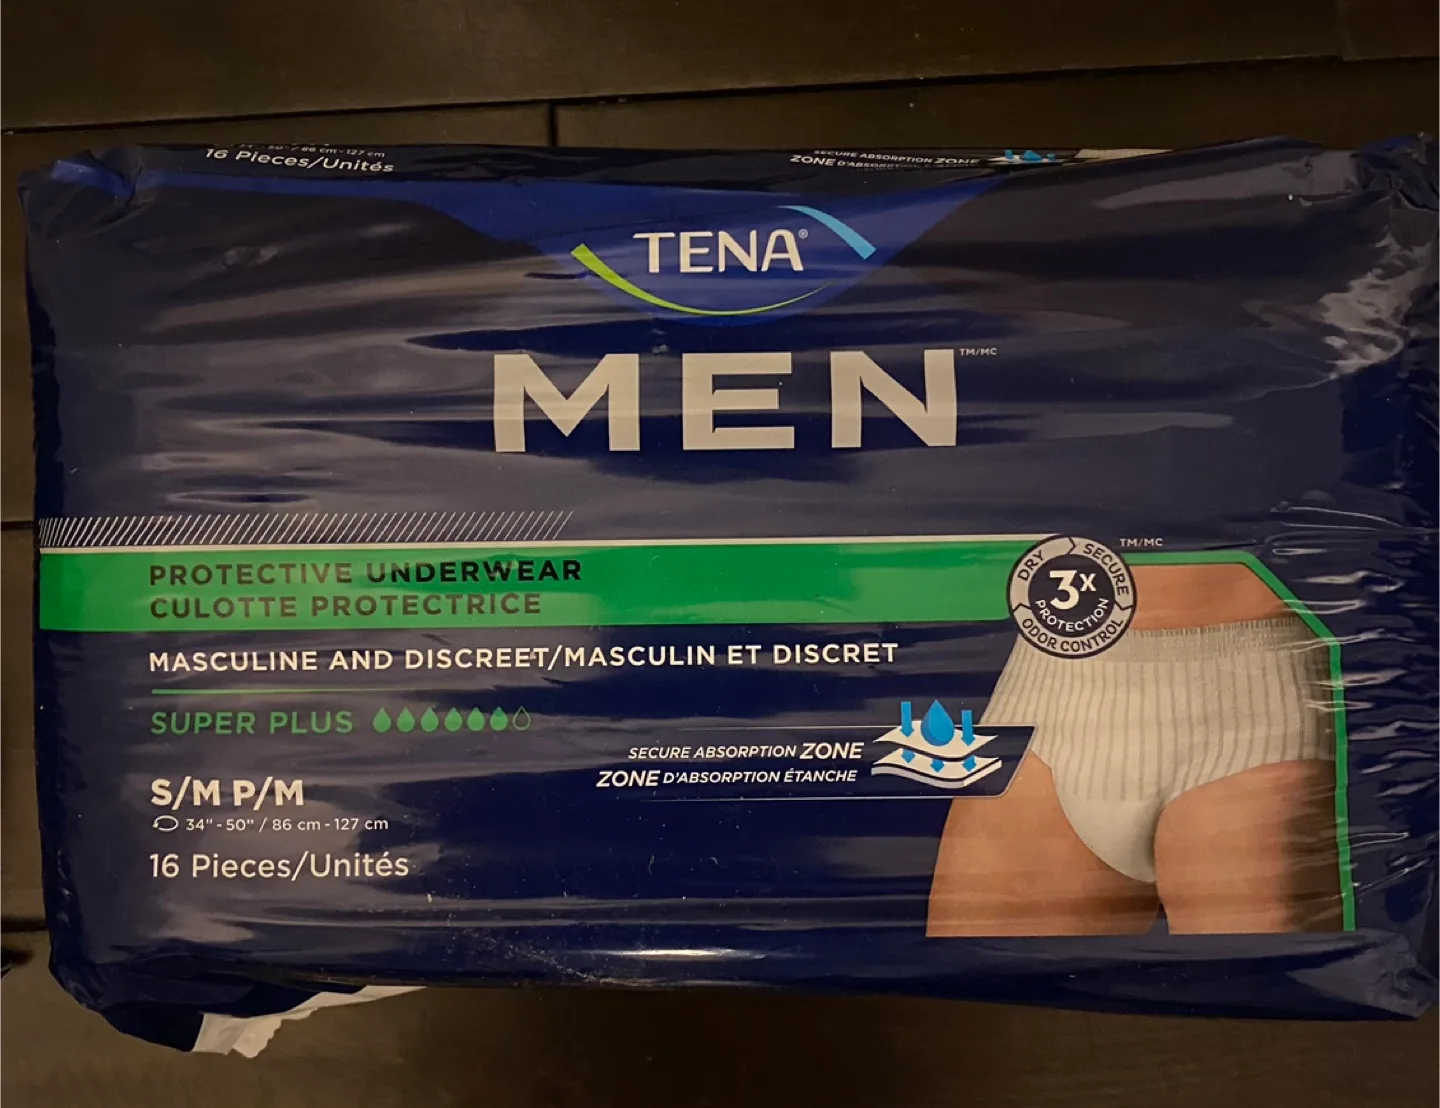 16 Pieces/Unités
SECURE ABSORPTION ZONE
TENA®
MEN™/MC
PROTECTIVE UNDERWEAR
CULOTTE PROTECTRICE
MASCULINE AND DISCREET/MASCULIN ET DISCRET
SUPER PLUS
TM/MC
DRY
SECURE
3X
PROTECTION
ODOR CONTROL
SECURE ABSORPTION ZONE
ZONE D'ABSORPTION ÉTANCHE
S/M P/M
34" - 50" / 86 cm - 127 cm
16 Pieces/Unités